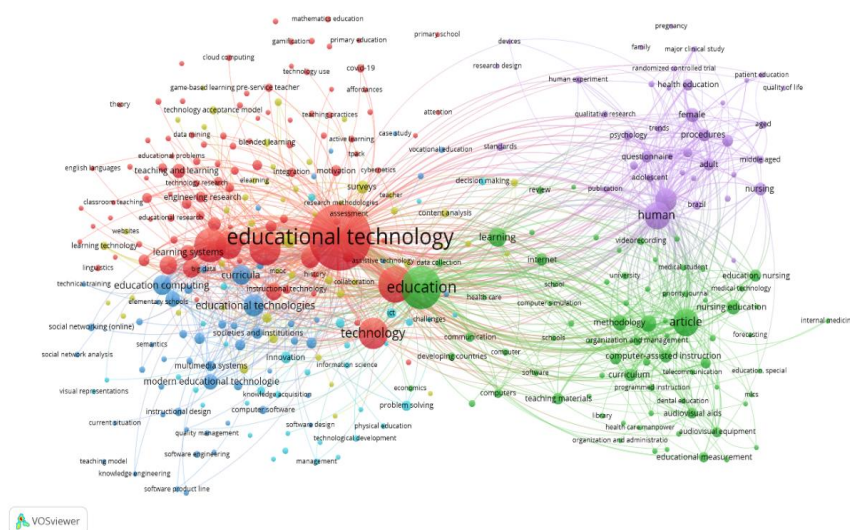 mathematics education
pregnancy
primary school
gamification
primary education
devices
family
major clinical study
cloud computing
research design
covid-19
technology use
randomized controlled trial
patient education
human experiment
health education
quality of life
game-based learning
pre-service teacher
affordances
theory
technology acceptance model
teaching practices
attention
qualitative research
female
trends
aged
data mining
active learning
case study
psychology
procedures
blended learning
vocational education
standards
educational problems
tpack
questionnaire
middle aged
english languages
teaching and learning
integration
motivation
cybernetics
adult
technology research
elearning
decision making
adolescent
surveys
teacher
review
publication
nursing
classroom teaching
engineering research
research methodologies
brazil
educational research
assessment
content analysis
human
websites
educational technology
learning
learning technology
learning systems
videorecording
linguistics
big data
mooc
history
assistive technology
data collection
internet
university
medical student
technical training
curricula
education
education, nursing
education computing
instructional technology
collaboration
school
medical technology
elementary schools
health care
priority journal
educational technologies
computer simulation
nursing education
ict
social networking (online)
challenges
methodology
article
internal medicine
societies and institutions
technology
communication
schools
organization and management
forecasting
semantics
social network analysis
innovation
developing countries
computer
computer-assisted instruction
multimedia systems
information science
software
telecommunication
education, special
modern educational technologie
curriculum
visual representations
economics
programmed instruction
knowledge acquisition
computers
teaching materials
dental education
mics
instructional design
computer software
problem solving
library
audiovisual aids
current situation
software design
physical education
health care manpower
audiovisual equipment
quality management
technological development
organization and administratio
software engineering
teaching model
management
educational measurement
knowledge engineering
software product line
VOSviewer